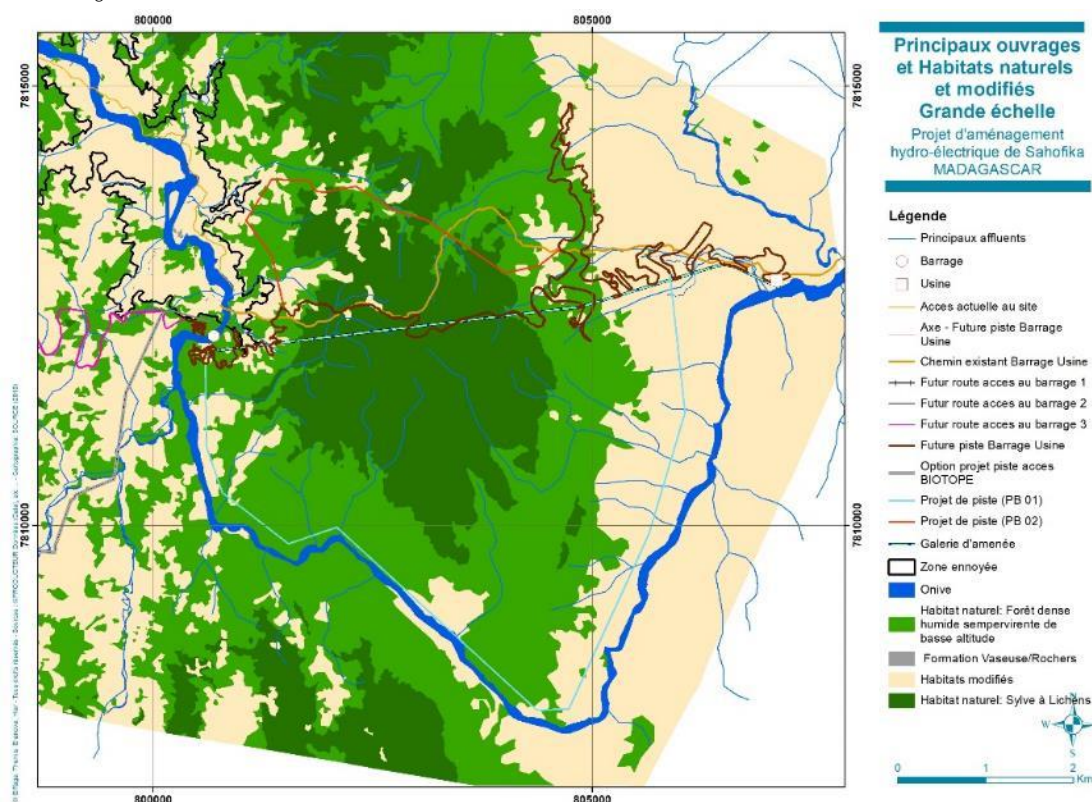 800000
805000
7815000
7815000
7810000
7810000
800000
805000
Principaux ouvrages
et Habitats naturels
et modifiés
Grande échelle
Projet d'aménagement
hydro-électrique de Sahofika
MADAGASCAR
Légende
Principaux affluents
Barrage
Usine
Acces actuelle au site
Axe - Future piste Barrage
Usine
Chemin existant Barrage Usine
Futur route acces au barrage 1
Futur route acces au barrage 2
Futur route acces au barrage 3
Future piste Barrage Usine
Option projet piste acces
BIOTOPE
Projet de piste (PB 01)
Projet de piste (PB 02)
Galerie d'amenée
Zone ennoyée
Onive
Habitat naturel: Forêt dense
humide sempervirente de
basse altitude
Formation Vaseuse/Rochers
Habitats modifiés
Habitat naturel: Sylve à Lichens
N
W
E
S
0 1 2
Km